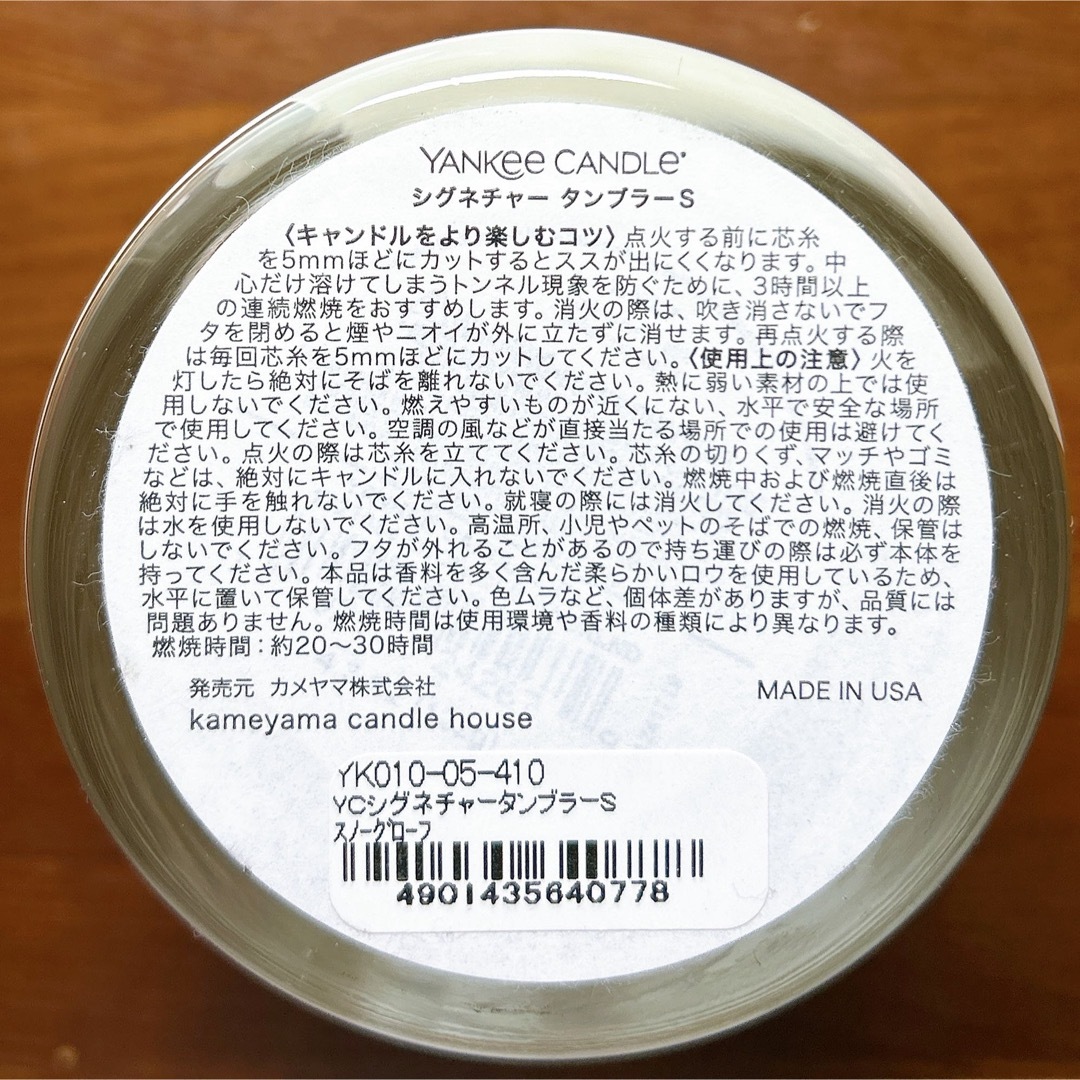 YANKEE CANDLE®
シグネチャー タンブラーS
〈キャンドルをより楽しむコツ〉点火する前に芯糸
を5mmほどにカットするとススが出にくくなります。中
心だけ溶けてしまうトンネル現象を防ぐために、3時間以上
の連続燃焼をおすすめします。消火の際は、吹き消さないでフ
タを閉めると煙やニオイが外に立たずに消せます。再点火する際
は毎回芯糸を5mmほどにカットしてください。〈使用上の注意〉火を
灯したら絶対にそばを離れないでください。熱に弱い素材の上では使
用しないでください。燃えやすいものが近くにない、水平で安全な場所
で使用してください。空調の風などが直接当たる場所での使用は避けてく
ださい。点火の際は芯糸を立ててください。芯糸の切りくず、マッチやゴミ
などは、絶対にキャンドルに入れないでください。燃焼中および燃焼直後は
絶対に手を触れないでください。就寝の際には消火してください。消火の際
は水を使用しないでください。高温所、小児やペットのそばでの燃焼、保管は
しないでください。フタが外れることがあるので持ち運びの際は必ず本体を
持ってください。本品は香料を多く含んだ柔らかいロウを使用しているため、
水平に置いて保管してください。色ムラなど、個体差がありますが、品質には
問題ありません。燃焼時間は使用環境や香料の種類により異なります。
燃焼時間：約20～30時間
発売元 カメヤマ株式会社
kameyama candle house
MADE IN USA
YK010-05-410
YCシグネチャータンブラーS
スノーグローブ
4901435640778